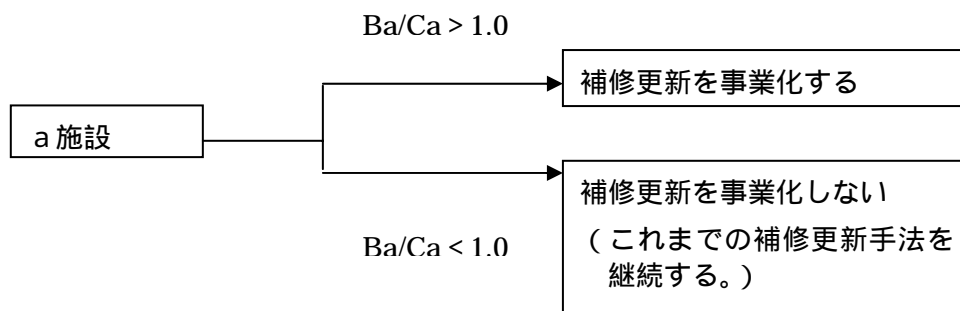 Ba/Ca > 1.0
補修更新を事業化する
a施設
補修更新を事業化しない
(これまでの補修更新手法を
継続する。)
Ba/Ca < 1.0